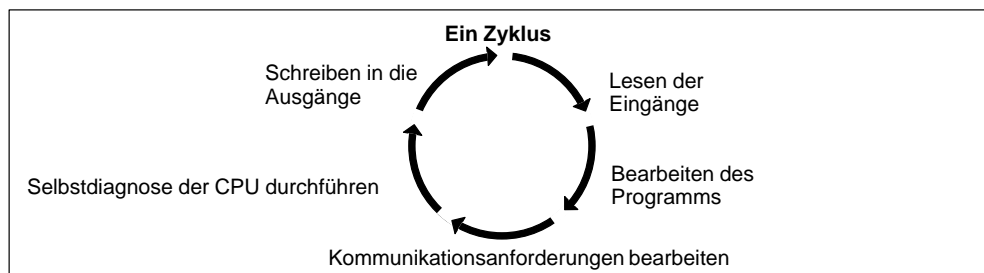 Ein Zyklus
Lesen der
Eingänge
Bearbeiten des
Programms
Kommunikationsanforderungen bearbeiten
Selbstdiagnose der CPU durchführen
Schreiben in die
Ausgänge